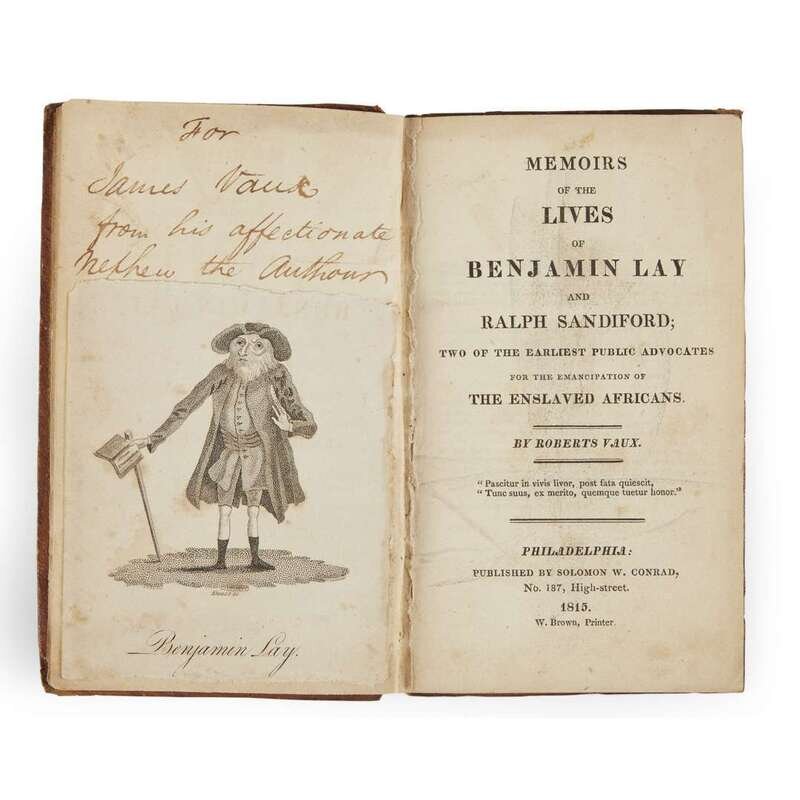 For
James Vaux
from his affectionate
Nephew the Authour
Benjamin Lay.
MEMOIRS
OF THE
LIVES
OF
BENJAMIN LAY
AND
RALPH SANDIFORD;
TWO OF THE EARLIEST PUBLIC ADVOCATES
FOR THE EMANCIPATION OF
THE ENSLAVED AFRICANS.
BY ROBERTS VAUX.
"Pascitur in vivis livor, post fata quiescit,
"Tunc suus, ex merito, quemque tuetur honor."
PHILADELPHIA:
PUBLISHED BY SOLOMON W. CONRAD,
No. 187, High-street.
1815.
W. Brown, Printer